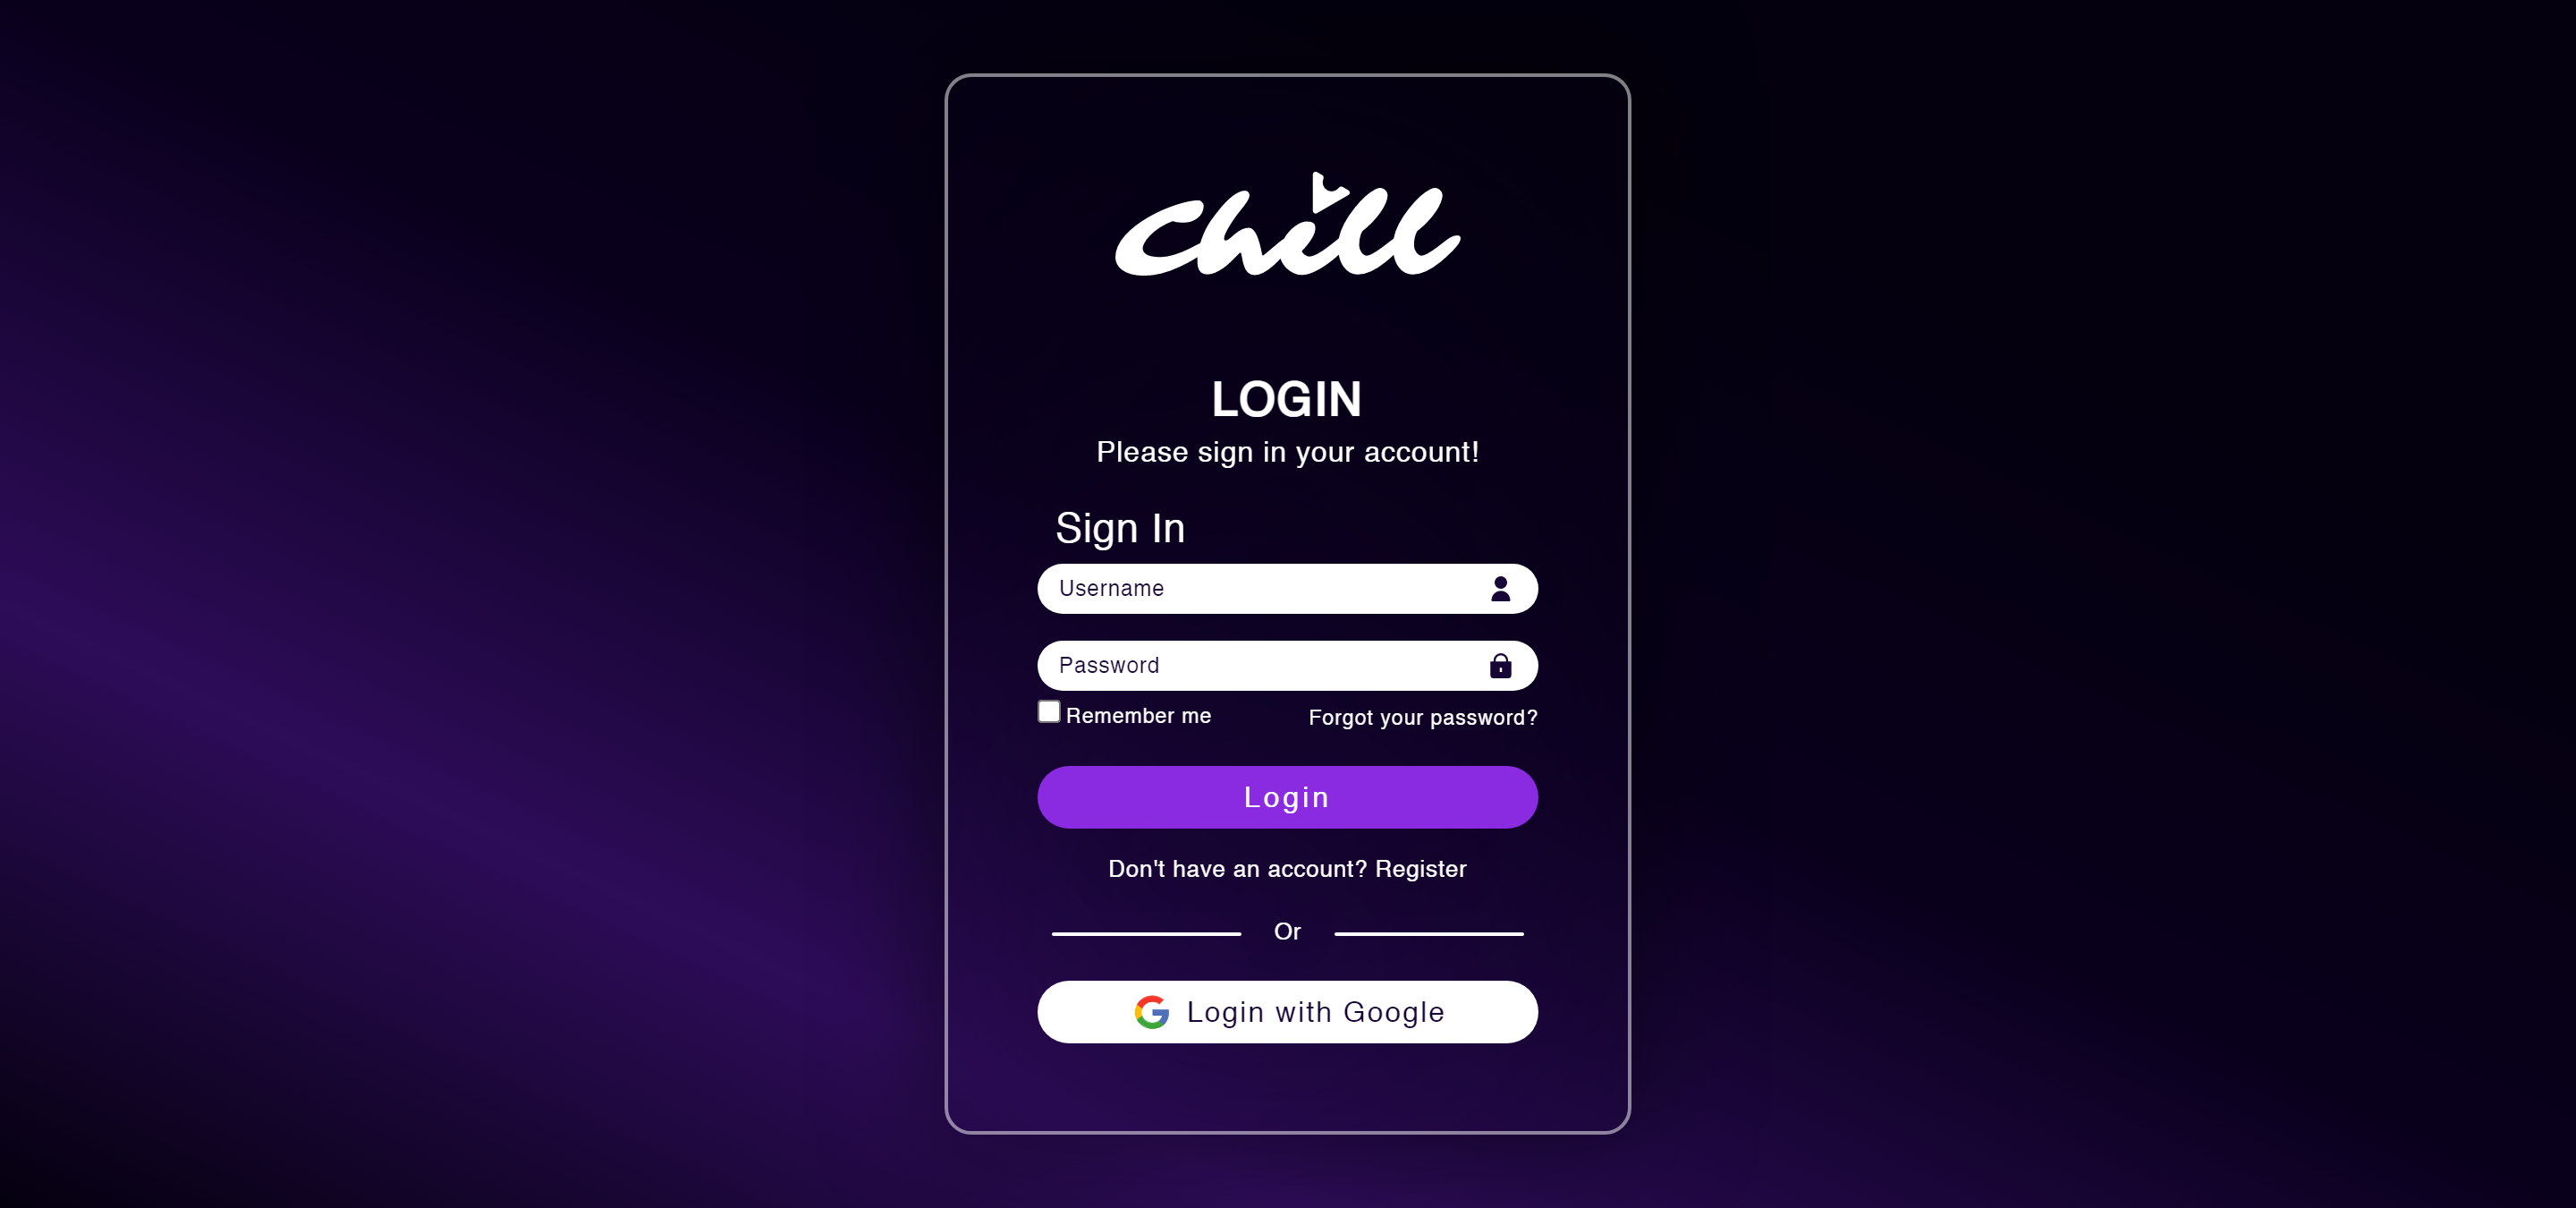 Chill
LOGIN
Please sign in your account!
Sign In
Username
Password
Remember me
Forgot your password?
Login
Don't have an account? Register
Or
Login with Google